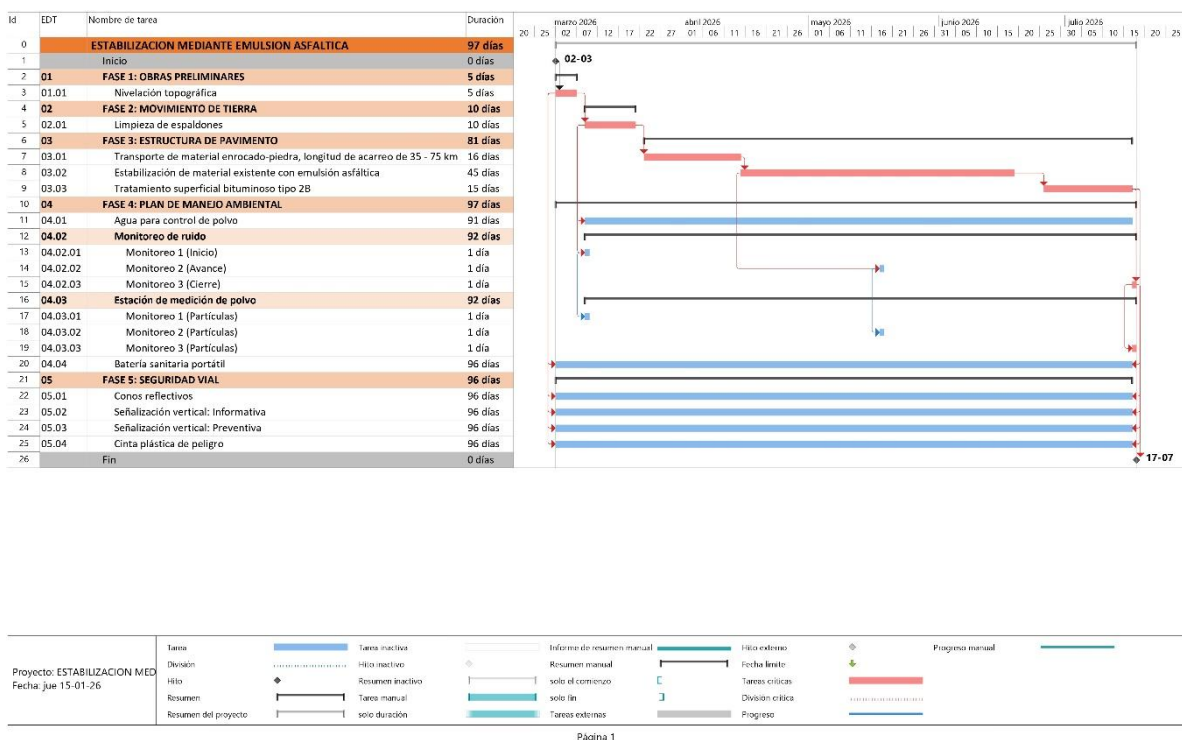 Id EDT Nombre de tarea Duración
marzo 2026 abril 2026 mayo 2026 junio 2026 julio 2026
20 25 02 07 12 17 22 27 01 06 11 16 21 26 01 06 11 16 21 26 31 05 10 15 20 25 30 05 10 15 20 25
0 ESTABILIZACION MEDIANTE EMULSION ASFALTICA 97 días
1 Inicio 0 días 02-03
2 01 FASE 1: OBRAS PRELIMINARES 5 días
3 01.01 Nivelación topográfica 5 días
4 02 FASE 2: MOVIMIENTO DE TIERRA 10 días
5 02.01 Limpieza de espaldones 10 días
6 03 FASE 3: ESTRUCTURA DE PAVIMENTO 81 días
7 03.01 Transporte de material enrocado-piedra, longitud de acarreo de 35 - 75 km 16 días
8 03.02 Estabilización de material existente con emulsión asfáltica 45 días
9 03.03 Tratamiento superficial bituminoso tipo 2B 15 días
10 04 FASE 4: PLAN DE MANEJO AMBIENTAL 97 días
11 04.01 Agua para control de polvo 91 días
12 04.02 Monitoreo de ruido 92 días
13 04.02.01 Monitoreo 1 (Inicio) 1 día
14 04.02.02 Monitoreo 2 (Avance) 1 día
15 04.02.03 Monitoreo 3 (Cierre) 1 día
16 04.03 Estación de medición de polvo 92 días
17 04.03.01 Monitoreo 1 (Partículas) 1 día
18 04.03.02 Monitoreo 2 (Partículas) 1 día
19 04.03.03 Monitoreo 3 (Partículas) 1 día
20 04.04 Batería sanitaria portátil 96 días
21 05 FASE 5: SEGURIDAD VIAL 96 días
22 05.01 Conos reflectivos 96 días
23 05.02 Señalización vertical: Informativa 96 días
24 05.03 Señalización vertical: Preventiva 96 días
25 05.04 Cinta plástica de peligro 96 días
26 Fin 0 días 17-07
Proyecto: ESTABILIZACION MED
Fecha: jue 15-01-26
Tarea Tarea inactiva Informe de resumen manual Hito externo Progreso manual
División Hito inactivo Resumen manual Fecha límite
Hito Resumen inactivo solo el comienzo Tareas críticas
Resumen Tarea manual solo fin División crítica
Resumen del proyecto solo duración Tareas externas Progreso
Página 1